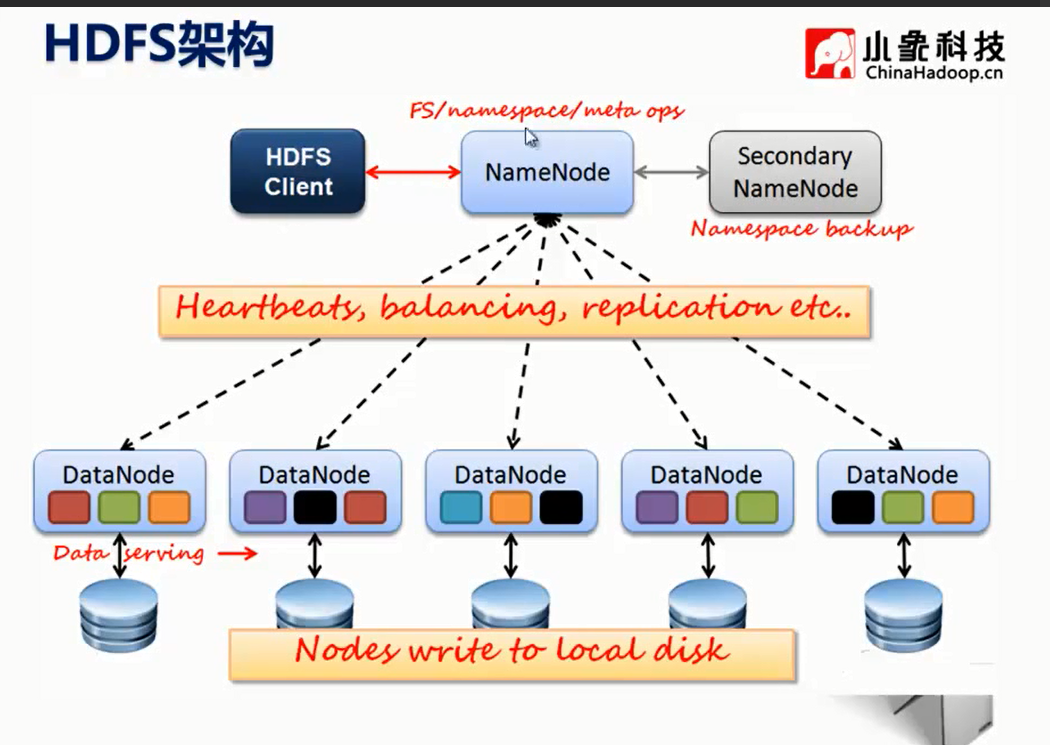 HDFS架构
小象科技
ChinaHadoop.cn
FS/namespace/meta ops
HDFS
Client
NameNode
Secondary
NameNode
Namespace backup
Heartbeats, balancing, replication etc..
DataNode
DataNode
DataNode
DataNode
DataNode
Data serving
Nodes write to local disk